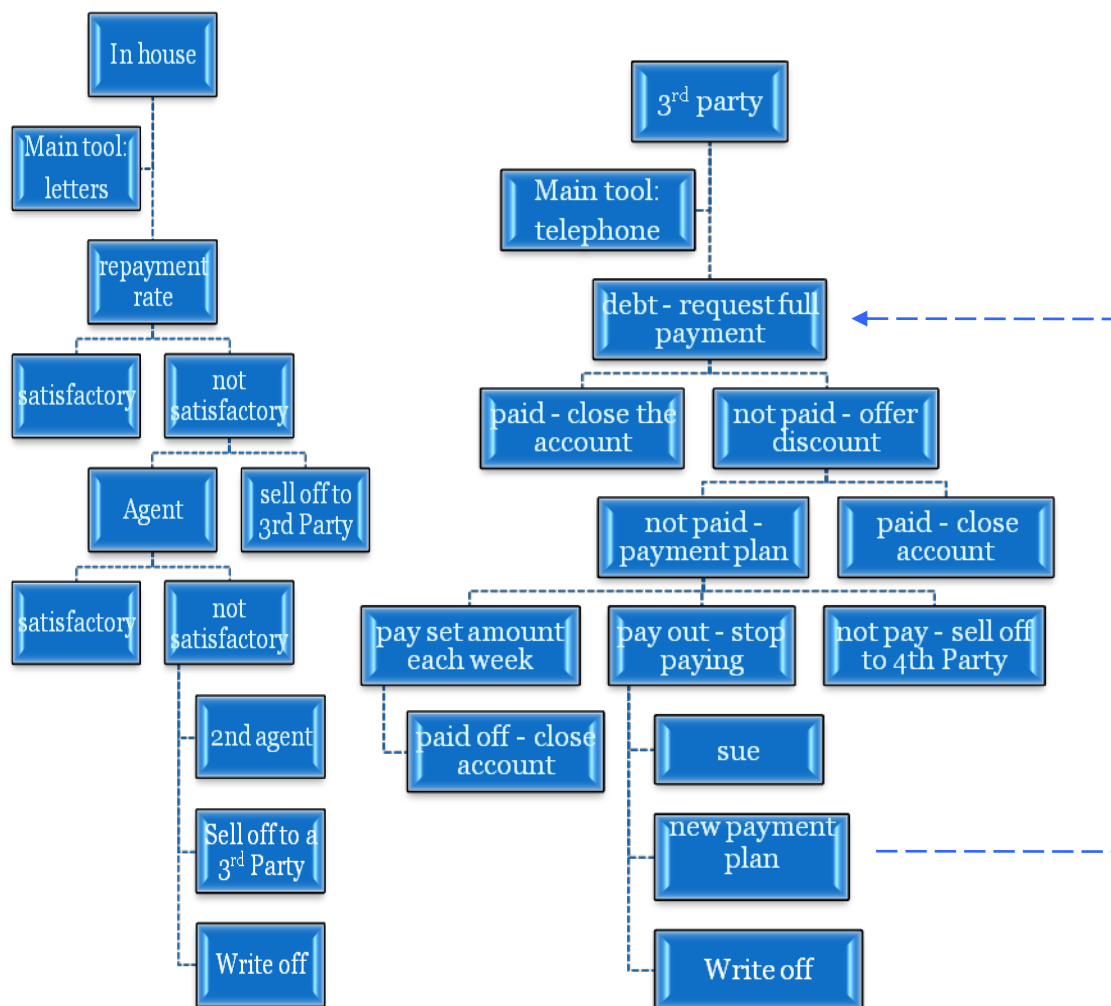 In house
Main tool:
letters
repayment
rate
satisfactory
not
satisfactory
Agent
sell off to
3rd Party
satisfactory
not
satisfactory
2nd agent
Sell off to a
3rd Party
Write off
3rd party
Main tool:
telephone
debt - request full
payment
paid - close the
account
not paid - offer
discount
not paid -
payment plan
paid - close
account
pay set amount
each week
pay out - stop
paying
not pay - sell off
to 4th Party
paid off - close
account
sue
new payment
plan
Write off